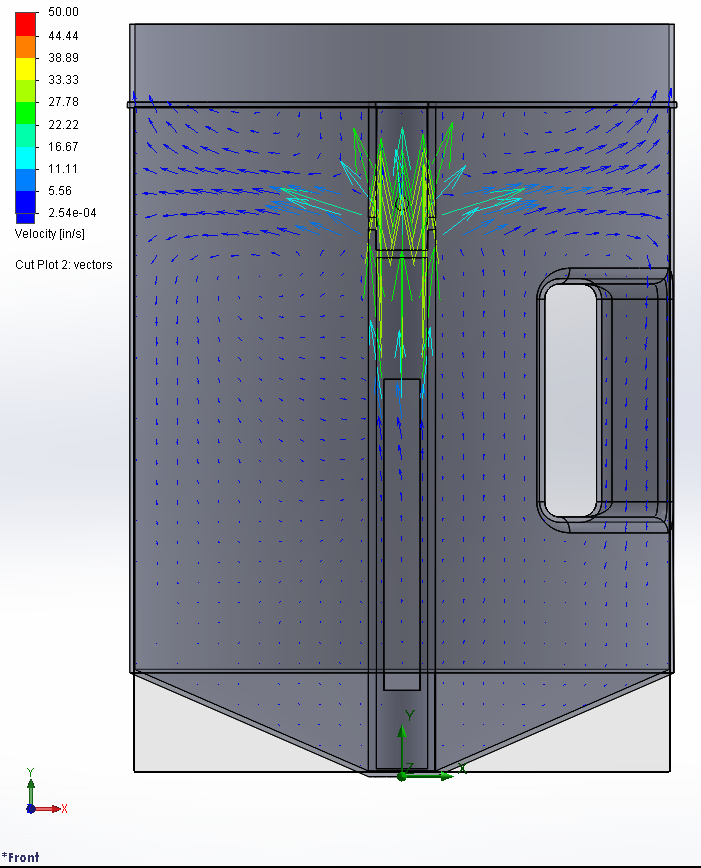 50.00
44.44
38.89
33.33
27.78
22.22
16.67
11.11
5.56
2.54e-04
Velocity [in/s]
Cut Plot 2: vectors
Y
X
Z
Y
X
*Front